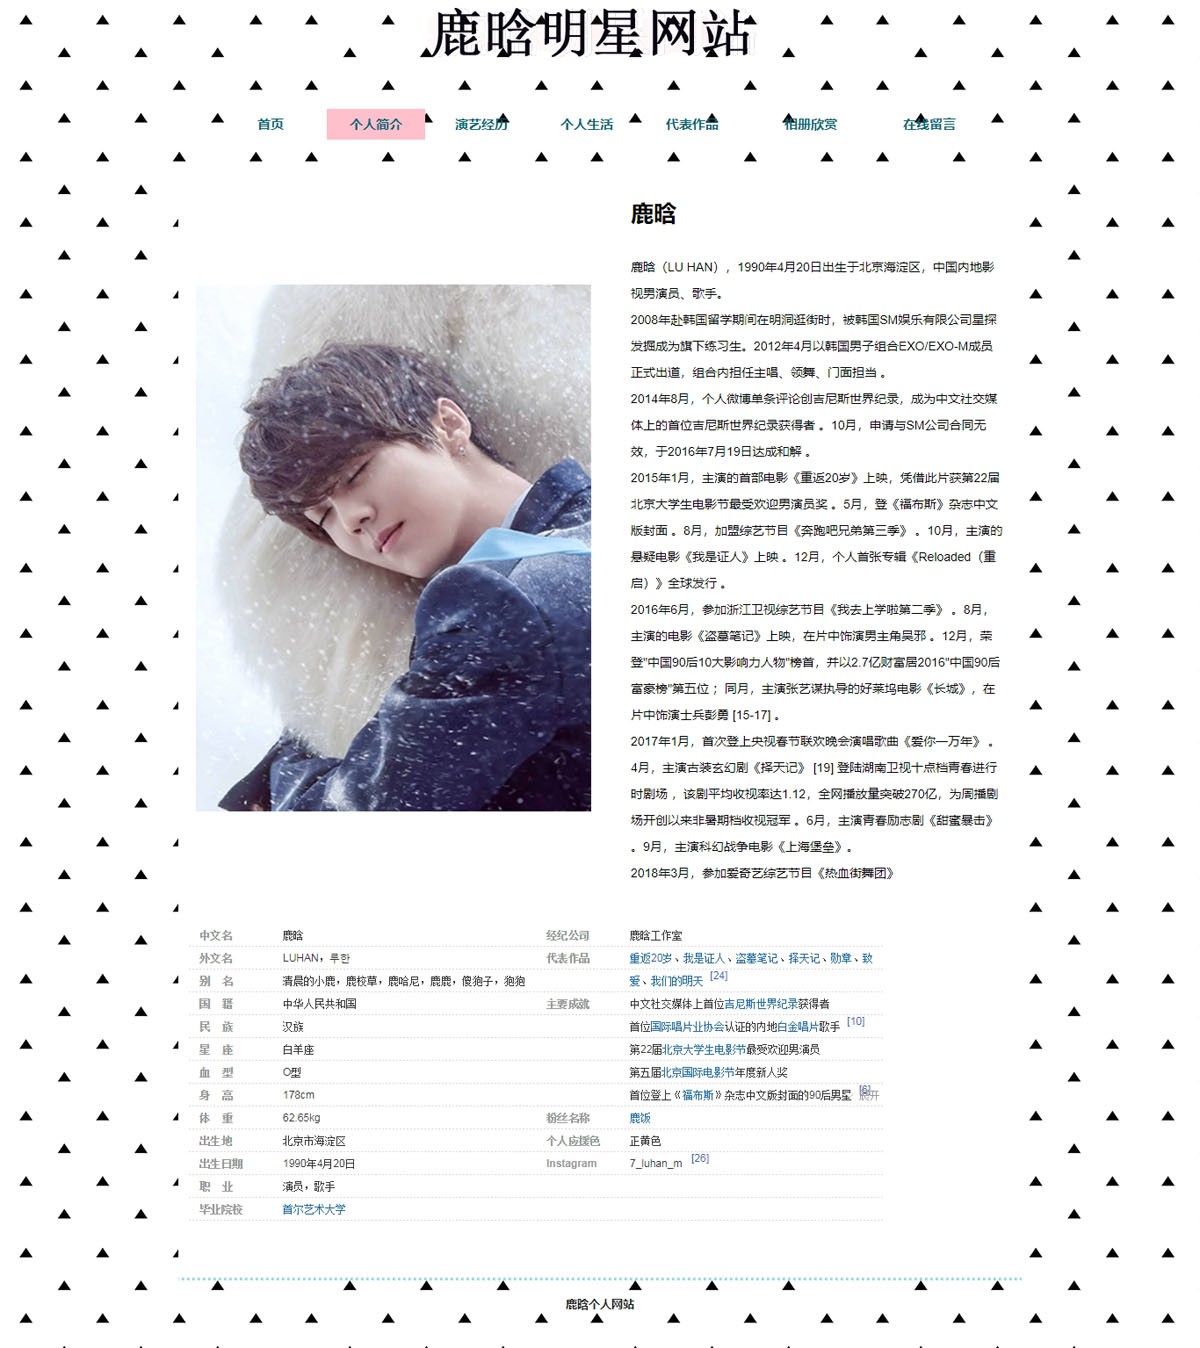 鹿晗明星网站
首页 个人简介 演艺经历 个人生活 代表作品 相册欣赏 在线留言
鹿晗
鹿晗（LU HAN），1990年4月20日出生于北京海淀区，中国内地影
视男演员、歌手。
2008年赴韩国留学期间在明洞逛街时，被韩国SM娱乐有限公司星探
发掘成为旗下练习生。2012年4月以韩国男子组合EXO/EXO-M成员
正式出道，组合内担任主唱、领舞、门面担当 。
2014年8月，个人微博单条评论创吉尼斯世界纪录，成为中文社交媒
体上的首位吉尼斯世界纪录获得者 。10月，申请与SM公司合同无
效，于2016年7月19日达成和解 。
2015年1月，主演的首部电影《重返20岁》上映，凭借此片获第22届
北京大学生电影节最受欢迎男演员奖 。5月，登《福布斯》杂志中文
版封面 。8月，加盟综艺节目《奔跑吧兄弟第三季》 。10月，主演的
悬疑电影《我是证人》上映 。12月，个人首张专辑《Reloaded（重
启）》全球发行 。
2016年6月，参加浙江卫视综艺节目《我去上学啦第二季》 。8月，
主演的电影《盗墓笔记》上映，在片中饰演男主角吴邪 。12月，荣
登"中国90后10大影响力人物"榜首，并以2.7亿财富居2016"中国90后
富豪榜"第五位 ；同月，主演张艺谋执导的好莱坞电影《长城》，在
片中饰演士兵彭勇 [15-17] 。
2017年1月，首次登上央视春节联欢晚会演唱歌曲《爱你一万年》 。
4月，主演古装玄幻剧《择天记》 [19] 登陆湖南卫视十点档青春进行
时剧场 ，该剧平均收视率达1.12，全网播放量突破270亿，为周播剧
场开创以来非暑期档收视冠军 。6月，主演青春励志剧《甜蜜暴击》
。9月，主演科幻战争电影《上海堡垒》。
2018年3月，参加爱奇艺综艺节目《热血街舞团》
中文名 鹿晗 经纪公司 鹿晗工作室
外文名 LUHAN，루한 代表作品 重返20岁、我是证人、盗墓笔记、择天记、勋章、致
别 名 清晨的小鹿，鹿校草，鹿哈尼，鹿鹿，傻狍子，狍狍 爱、我们的明天 [24]
国 籍 中华人民共和国 主要成就 中文社交媒体上首位吉尼斯世界纪录获得者
民 族 汉族 首位国际唱片业协会认证的内地白金唱片歌手 [10]
星 座 白羊座 第22届北京大学生电影节最受欢迎男演员
血 型 O型 第五届北京国际电影节年度新人奖
身 高 178cm 首位登上《福布斯》杂志中文版封面的90后男星 [6] 展开
体 重 62.65kg 粉丝名称 鹿饭
出生地 北京市海淀区 个人应援色 正黄色
出生日期 1990年4月20日 Instagram 7_luhan_m [26]
职 业 演员，歌手
毕业院校 首尔艺术大学
鹿晗个人网站